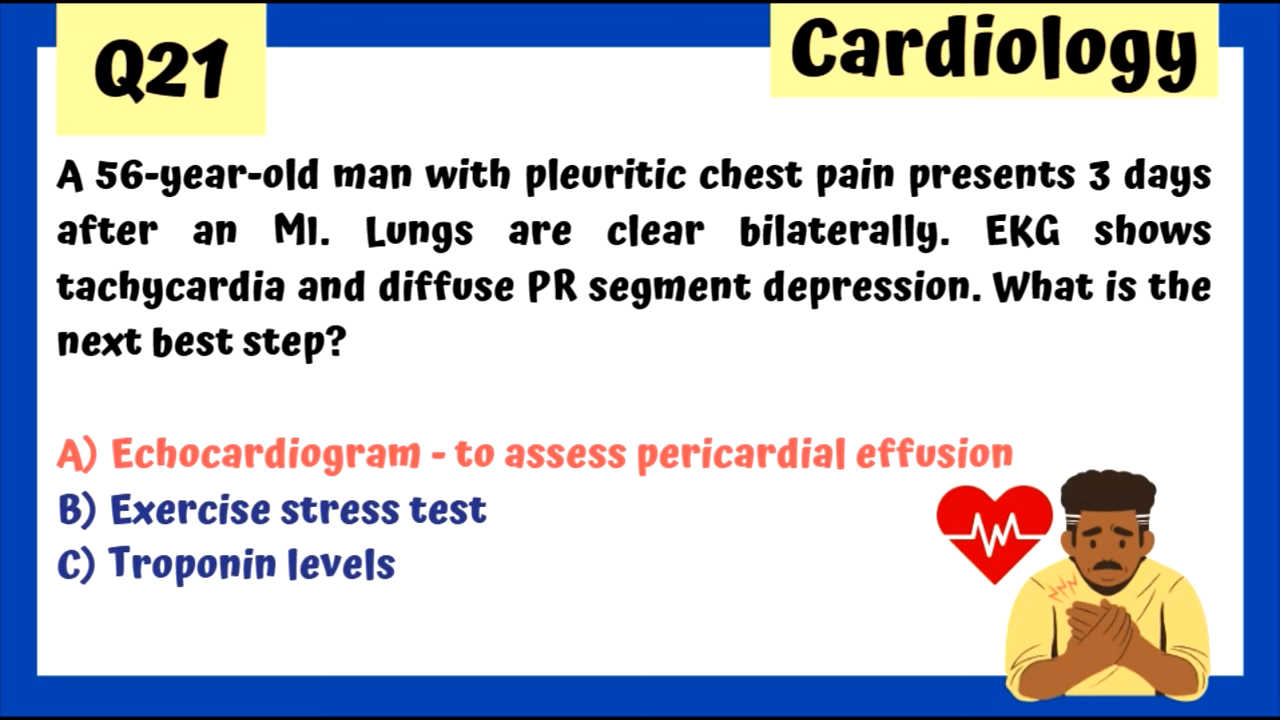 Q21
Cardiology
A 56-year-old man with pleuritic chest pain presents 3 days
after an MI. Lungs are clear bilaterally. EKG shows
tachycardia and diffuse PR segment depression. What is the
next best step?
A) Echocardiogram - to assess pericardial effusion
B) Exercise stress test
C) Troponin levels